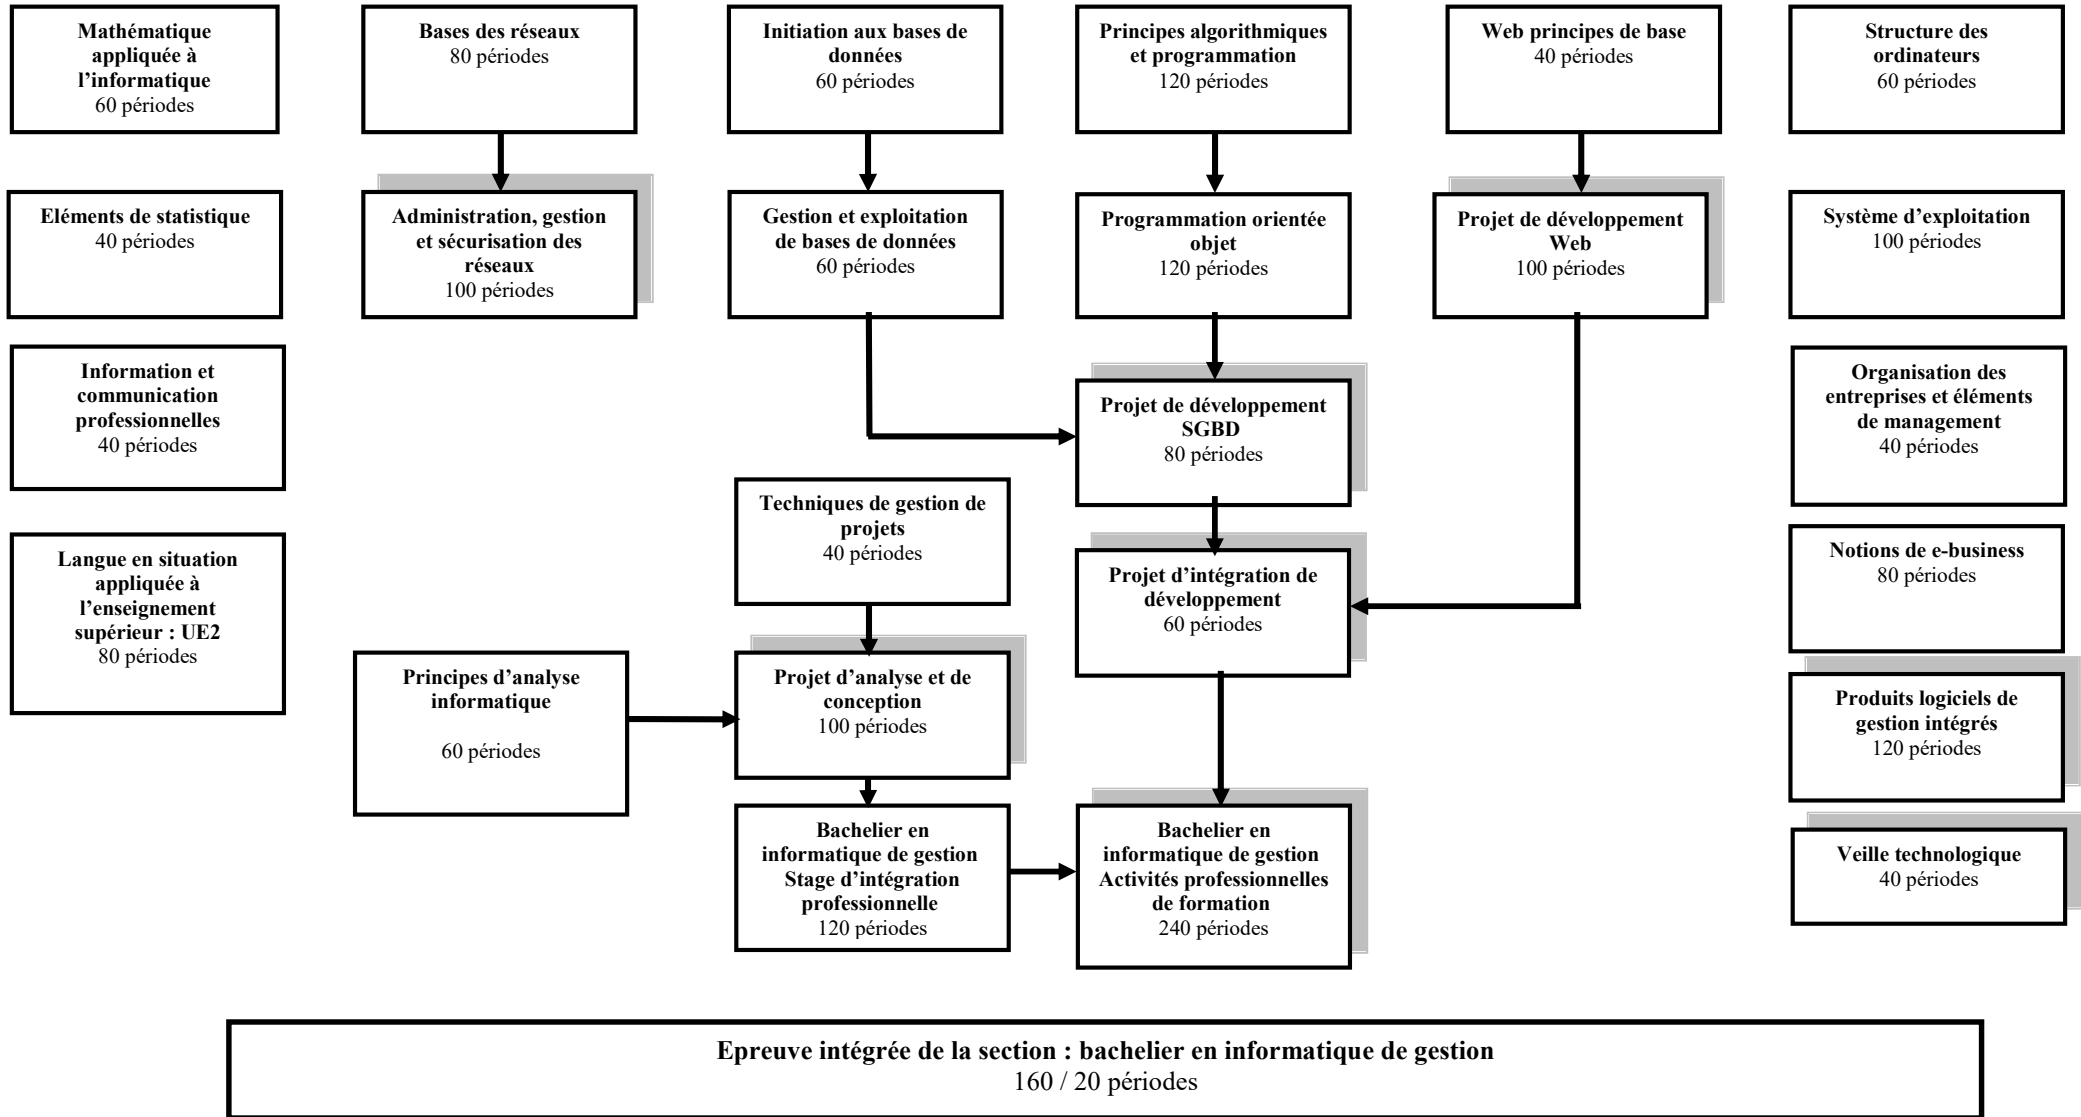 Mathématique
appliquée à
l’informatique
60 périodes
Bases des réseaux
80 périodes
Initiation aux bases de
données
60 périodes
Principes algorithmiques
et programmation
120 périodes
Web principes de base
40 périodes
Structure des
ordinateurs
60 périodes
Eléments de statistique
40 périodes
Administration, gestion
et sécurisation des
réseaux
100 périodes
Gestion et exploitation
de bases de données
60 périodes
Programmation orientée
objet
120 périodes
Projet de développement
Web
100 périodes
Système d’exploitation
100 périodes
Information et
communication
professionnelles
40 périodes
Projet de développement
SGBD
80 périodes
Organisation des
entreprises et éléments
de management
40 périodes
Techniques de gestion de
projets
40 périodes
Langue en situation
appliquée à
l’enseignement
supérieur : UE2
80 périodes
Projet d’intégration de
développement
60 périodes
Notions de e-business
80 périodes
Principes d’analyse
informatique
60 périodes
Projet d’analyse et de
conception
100 périodes
Produits logiciels de
gestion intégrés
120 périodes
Bachelier en
informatique de gestion
Stage d’intégration
professionnelle
120 périodes
Bachelier en
informatique de gestion
Activités professionnelles
de formation
240 périodes
Veille technologique
40 périodes
Epreuve intégrée de la section : bachelier en informatique de gestion
160 / 20 périodes